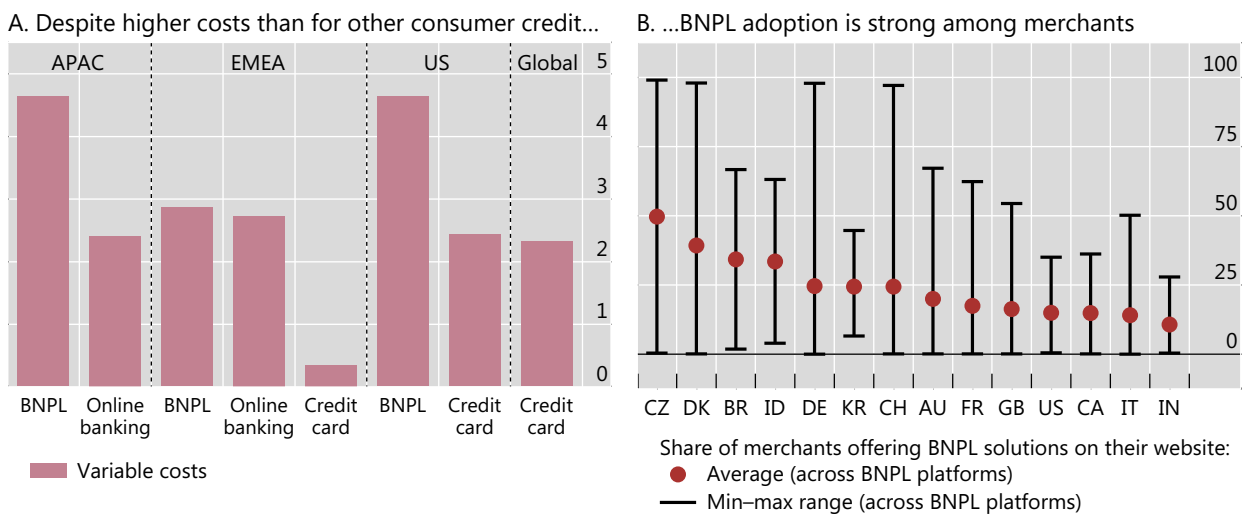 A. Despite higher costs than for other consumer credit...
APAC
EMEA
US
Global
5
4
3
2
1
0
BNPL
Online
banking
BNPL
Online
banking
Credit
card
BNPL
Credit
card
Credit
card
Variable costs
B. ...BNPL adoption is strong among merchants
100
75
50
25
0
CZ DK BR ID DE KR CH AU FR GB US CA IT IN
Share of merchants offering BNPL solutions on their website:
Average (across BNPL platforms)
Min–max range (across BNPL platforms)